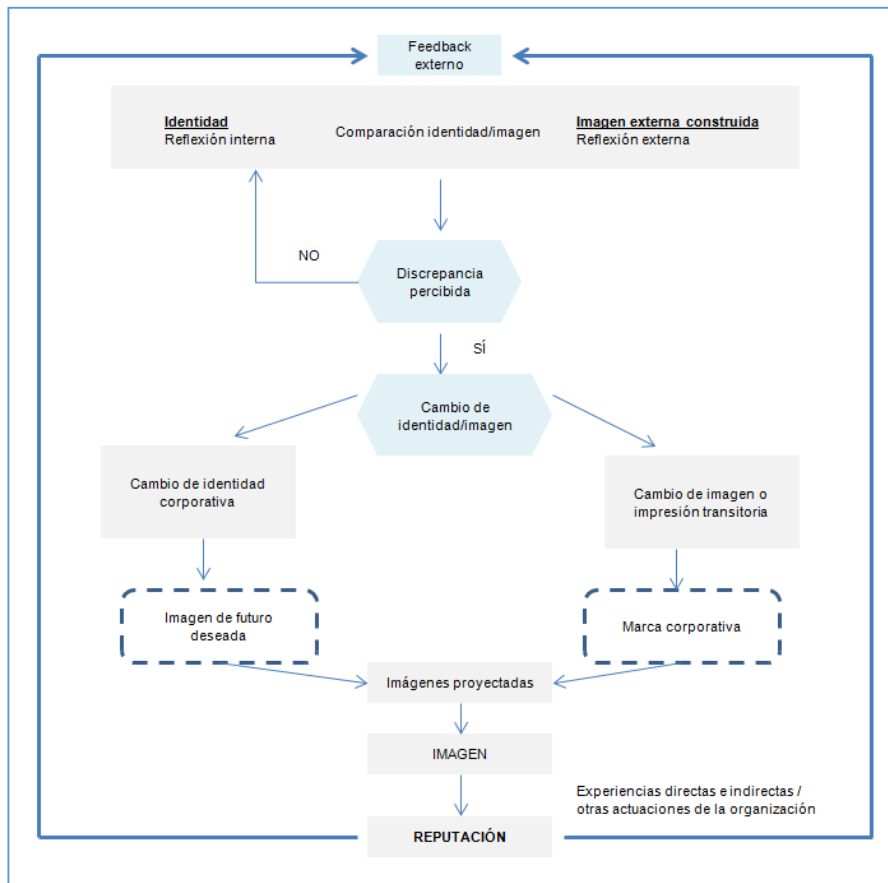 Feedback
externo
Identidad
Reflexión interna
Comparación identidad/imagen
Imagen externa construida
Reflexión externa
NO
Discrepancia
percibida
SÍ
Cambio de
identidad/imagen
Cambio de identidad
corporativa
Cambio de imagen o
impresión transitoria
Imagen de futuro
deseada
Marca corporativa
Imágenes proyectadas
IMAGEN
Experiencias directas e indirectas /
otras actuaciones de la organización
REPUTACIÓN